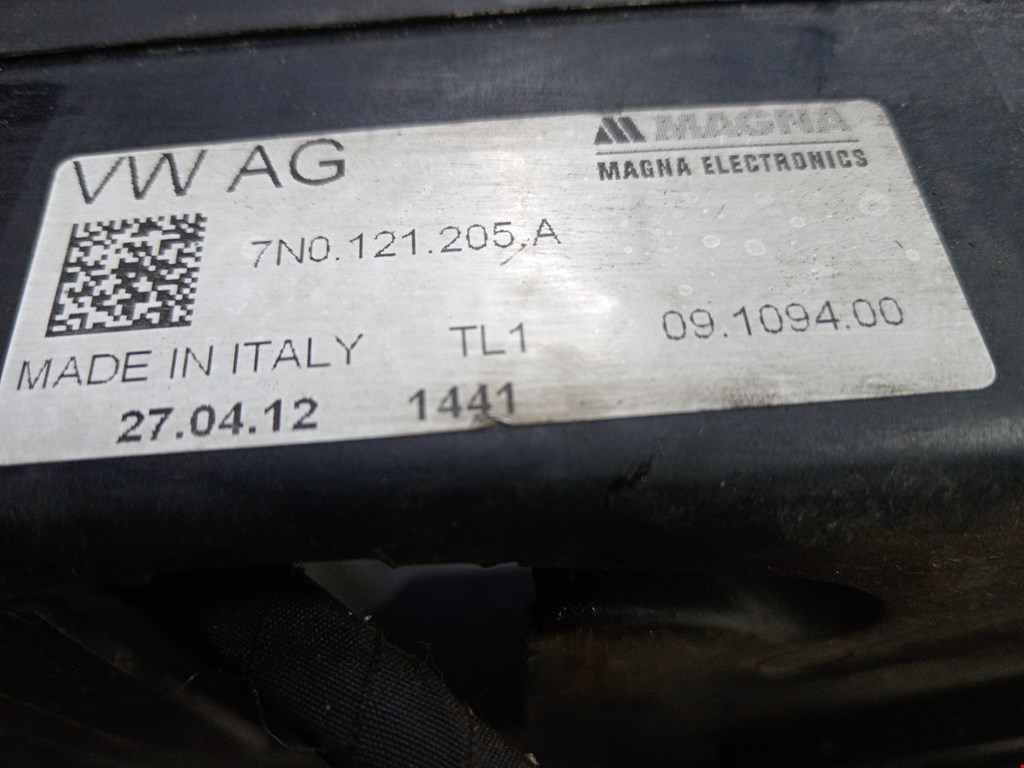 VW AG
MAGNA
MAGNA ELECTRONICS
7N0.121.205.A
09.1094.00
MADE IN ITALY
TL1
27.04.12
1441